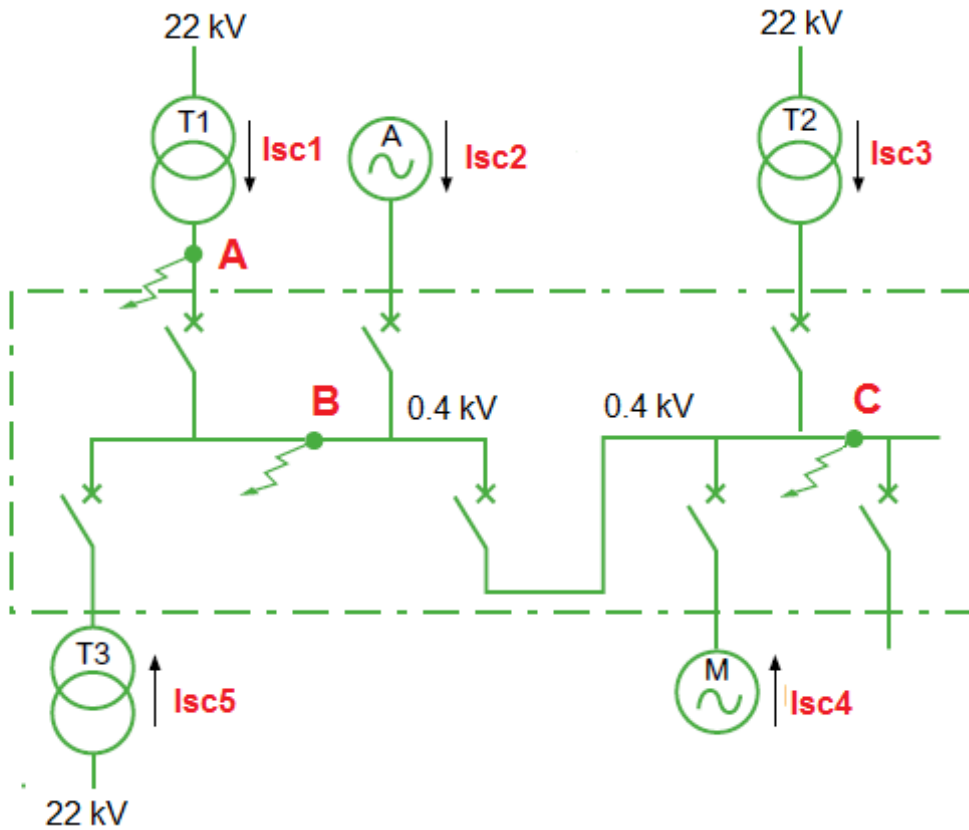 22 kV
22 kV
T1
Isc1
A
Isc2
T2
Isc3
A
B
0.4 kV
0.4 kV
C
T3
Isc5
M
Isc4
22 kV